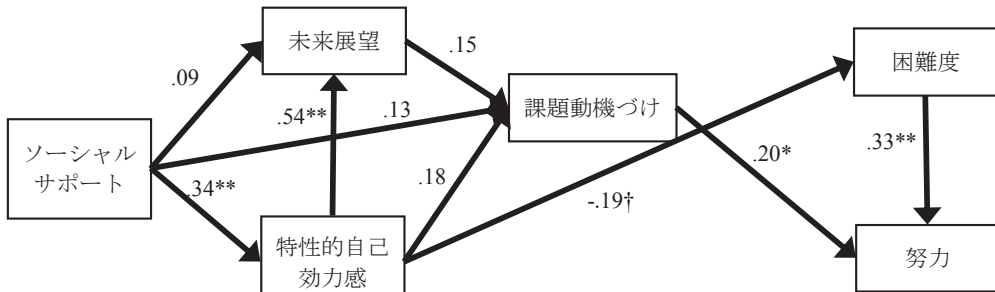 未来展望
.15
困難度
.09
課題動機づけ
.54**
.13
ソーシャル
サポート
.20*
.33**
.34**
.18
-.19†
特性的自己
効力感
努力